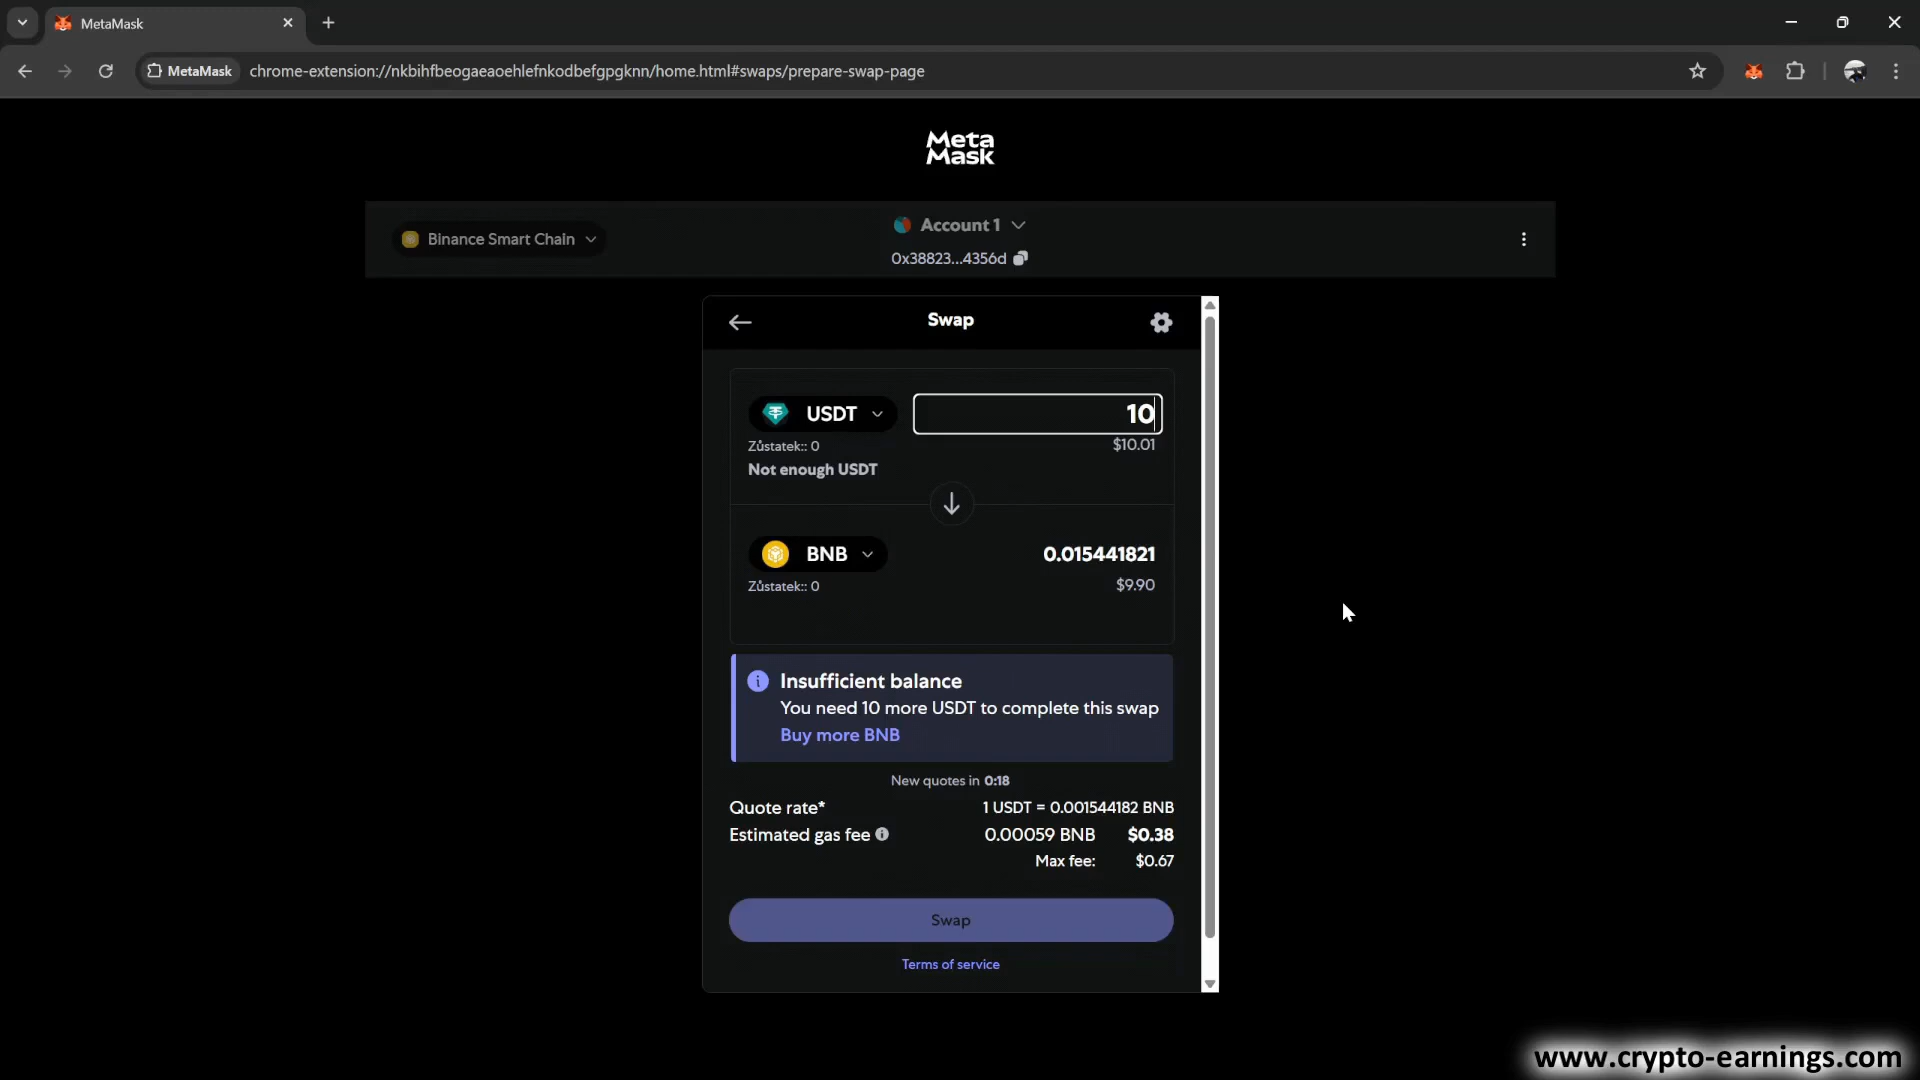 MetaMask
MetaMask
chrome-extension://nkbihfbeogaeaoehlefnkodbefgpgknn/home.html#swaps/prepare-swap-page
Meta
Mask
Binance Smart Chain
Account 1
0x38823...4356d
Swap
USDT
10
Zůstatek:: 0
$10.01
Not enough USDT
BNB
0.015441821
Zůstatek:: 0
$9.90
Insufficient balance
You need 10 more USDT to complete this swap
Buy more BNB
New quotes in 0:18
Quote rate*
1 USDT = 0.001544182 BNB
Estimated gas fee
0.00059 BNB
$0.38
Max fee:
$0.67
Swap
Terms of service
www.crypto-earnings.com